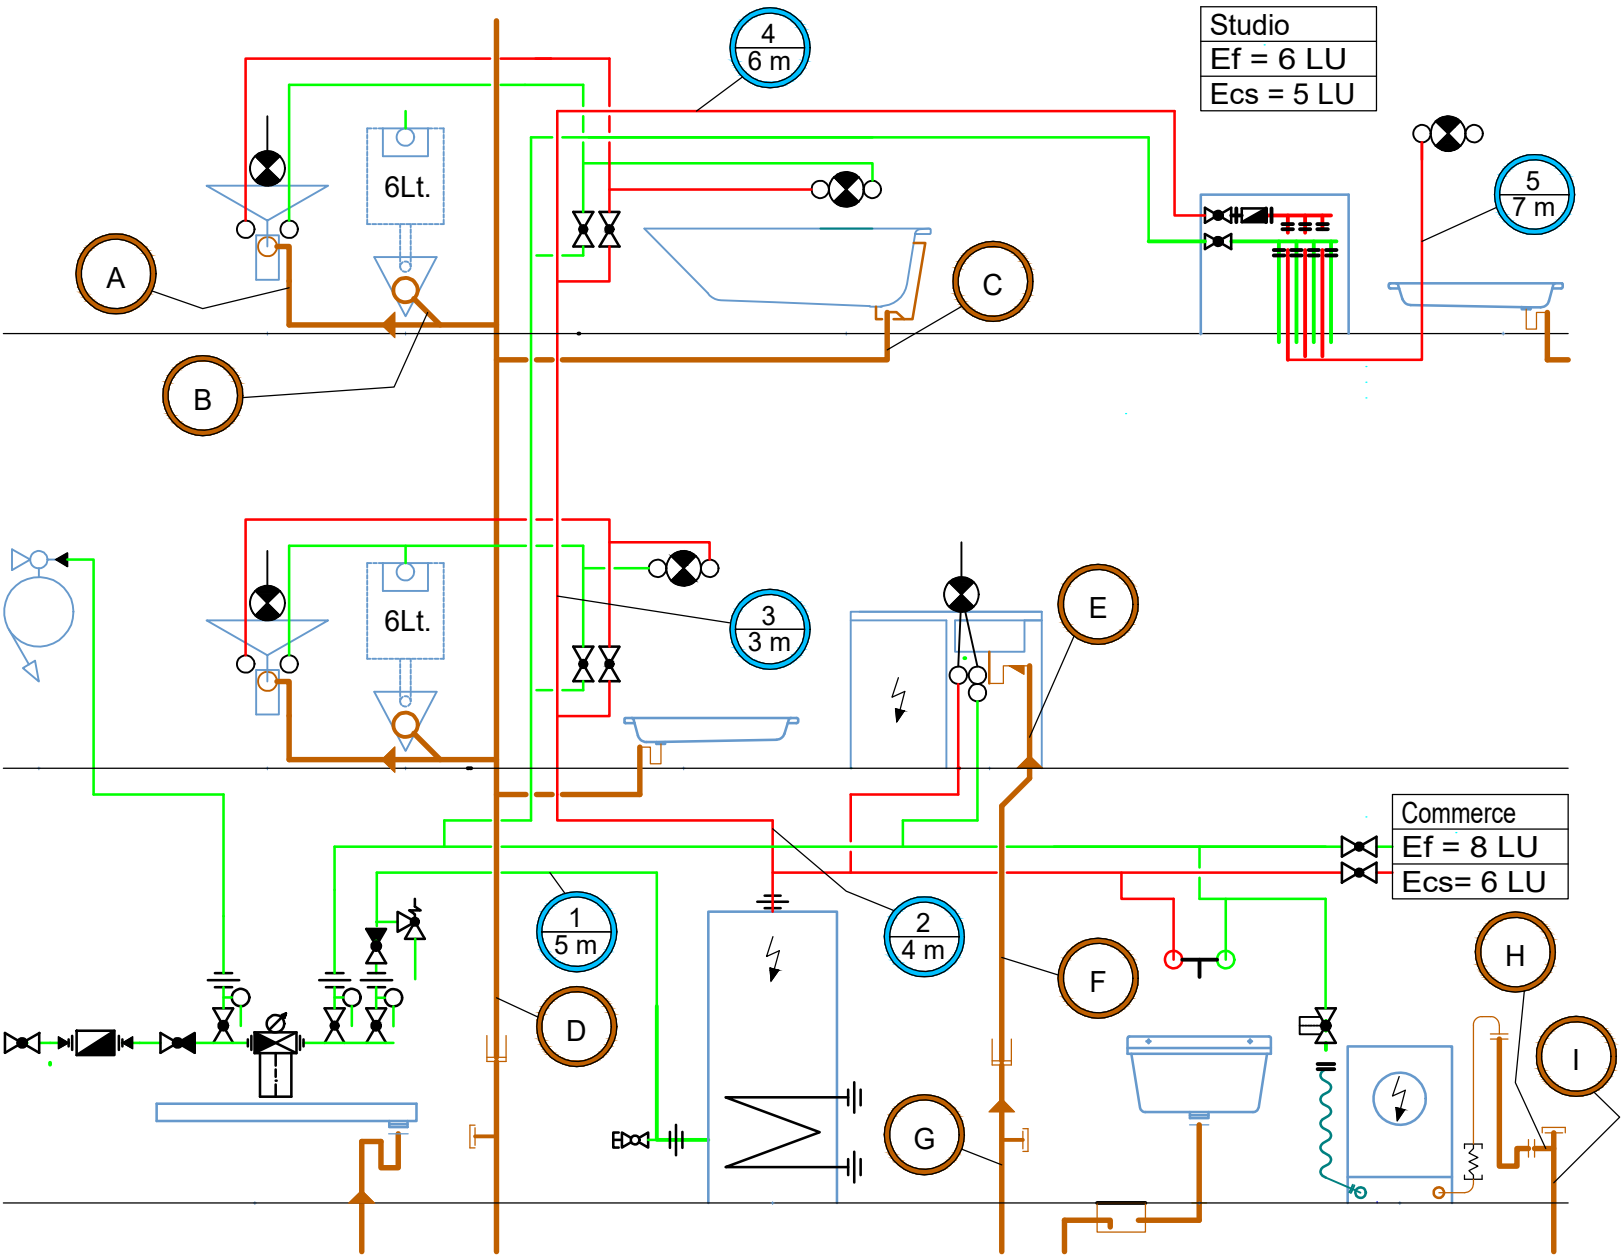 4
6 m
Studio
Ef = 6 LU
Ecs = 5 LU
6Lt.
5
7 m
A
C
B
6Lt.
3
3 m
E
Commerce
Ef = 8 LU
Ecs= 6 LU
1
5 m
2
4 m
F
H
D
I
G